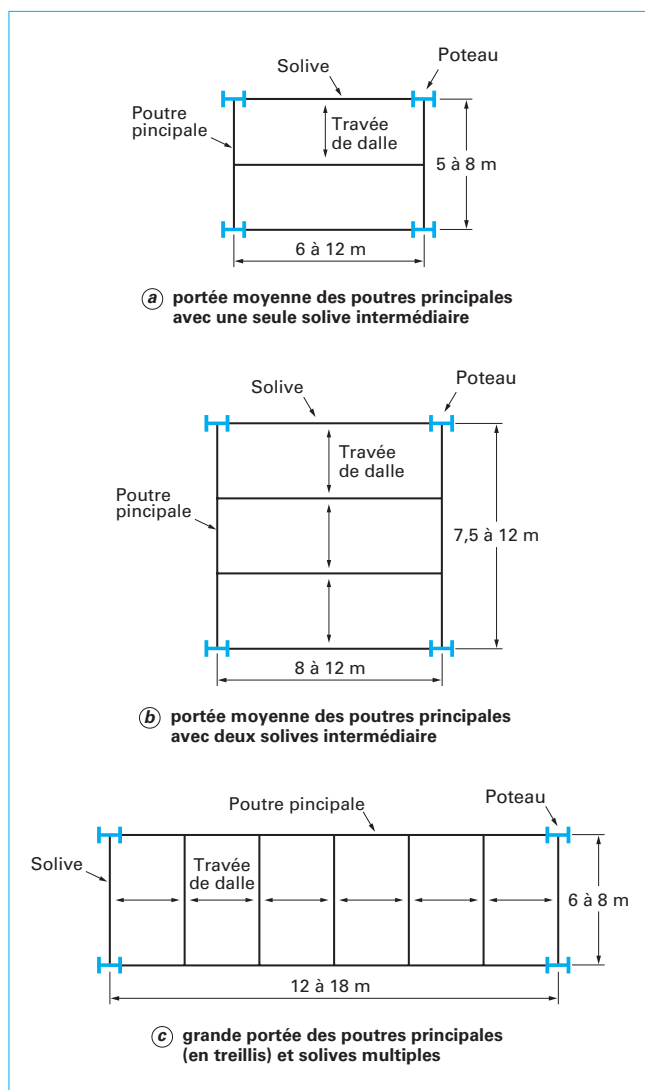 Solive
Poteau
Poutre
pincipale
Travée
de dalle
5 à 8 m
6 à 12 m
a portée moyenne des poutres principales
avec une seule solive intermédiaire
Solive
Poteau
Travée
de dalle
Poutre
pincipale
7,5 à 12 m
8 à 12 m
b portée moyenne des poutres principales
avec deux solives intermédiaire
Poutre pincipale
Poteau
Solive
Travée
de dalle
6 à 8 m
12 à 18 m
c grande portée des poutres principales
(en treillis) et solives multiples